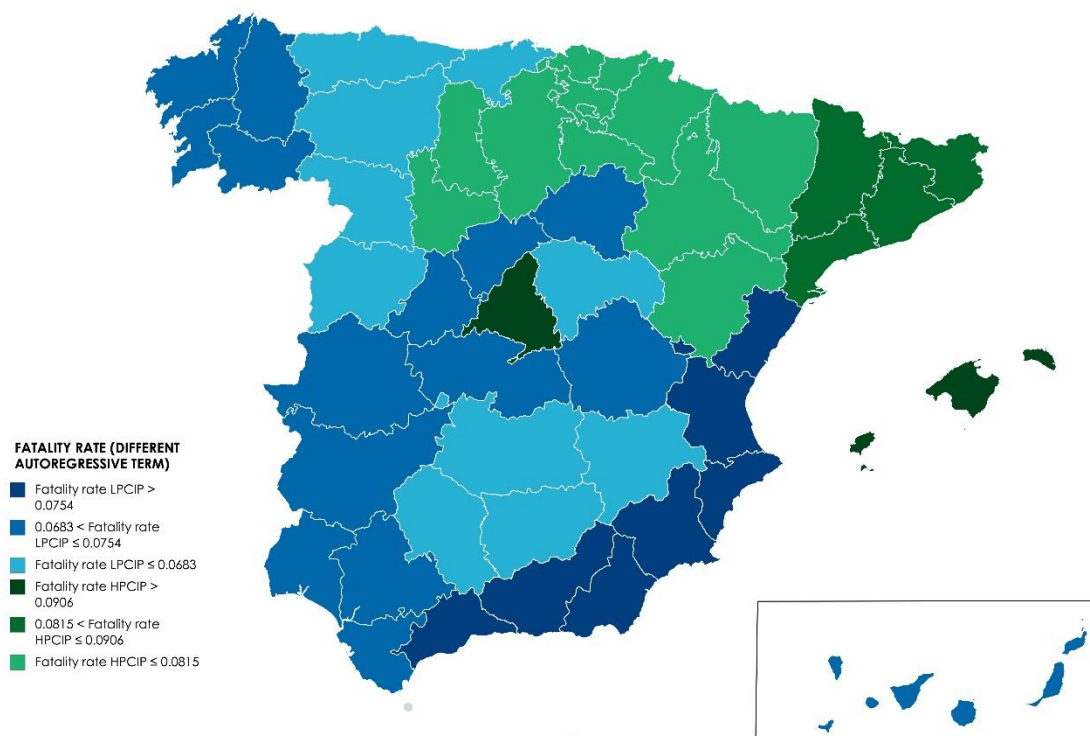 FATALITY RATE (DIFFERENT
AUTOREGRESSIVE TERM)
Fatality rate LPCIP >
0.0754
0.0683 < Fatality rate
LPCIP ≤ 0.0754
Fatality rate LPCIP ≤ 0.0683
Fatality rate HPCIP >
0.0906
0.0815 < Fatality rate
HPCIP ≤ 0.0906
Fatality rate HPCIP ≤ 0.0815